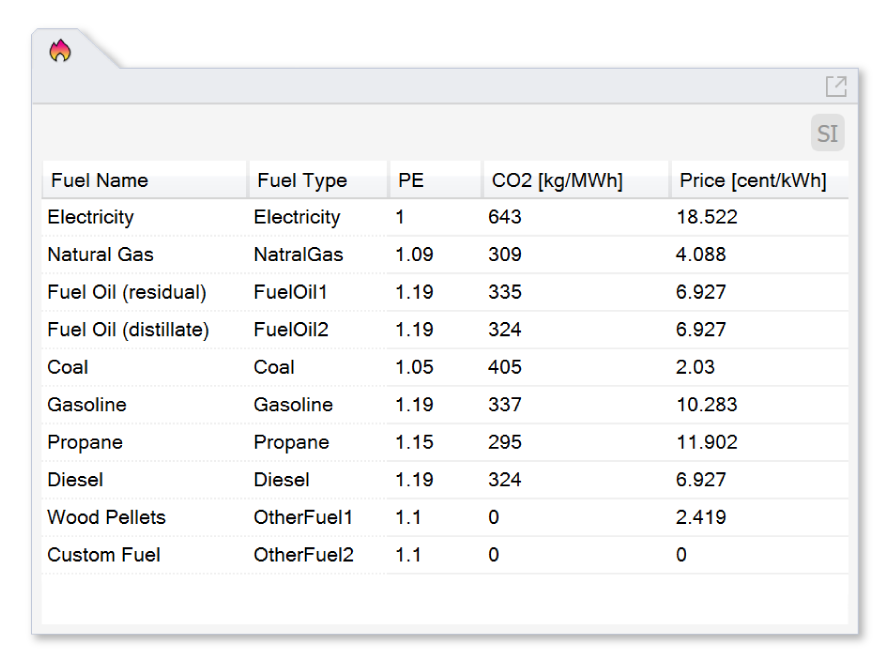 SI
Fuel Name Fuel Type PE CO2 [kg/MWh] Price [cent/kWh]
Electricity Electricity 1 643 18.522
Natural Gas NatralGas 1.09 309 4.088
Fuel Oil (residual) FuelOil1 1.19 335 6.927
Fuel Oil (distillate) FuelOil2 1.19 324 6.927
Coal Coal 1.05 405 2.03
Gasoline Gasoline 1.19 337 10.283
Propane Propane 1.15 295 11.902
Diesel Diesel 1.19 324 6.927
Wood Pellets OtherFuel1 1.1 0 2.419
Custom Fuel OtherFuel2 1.1 0 0